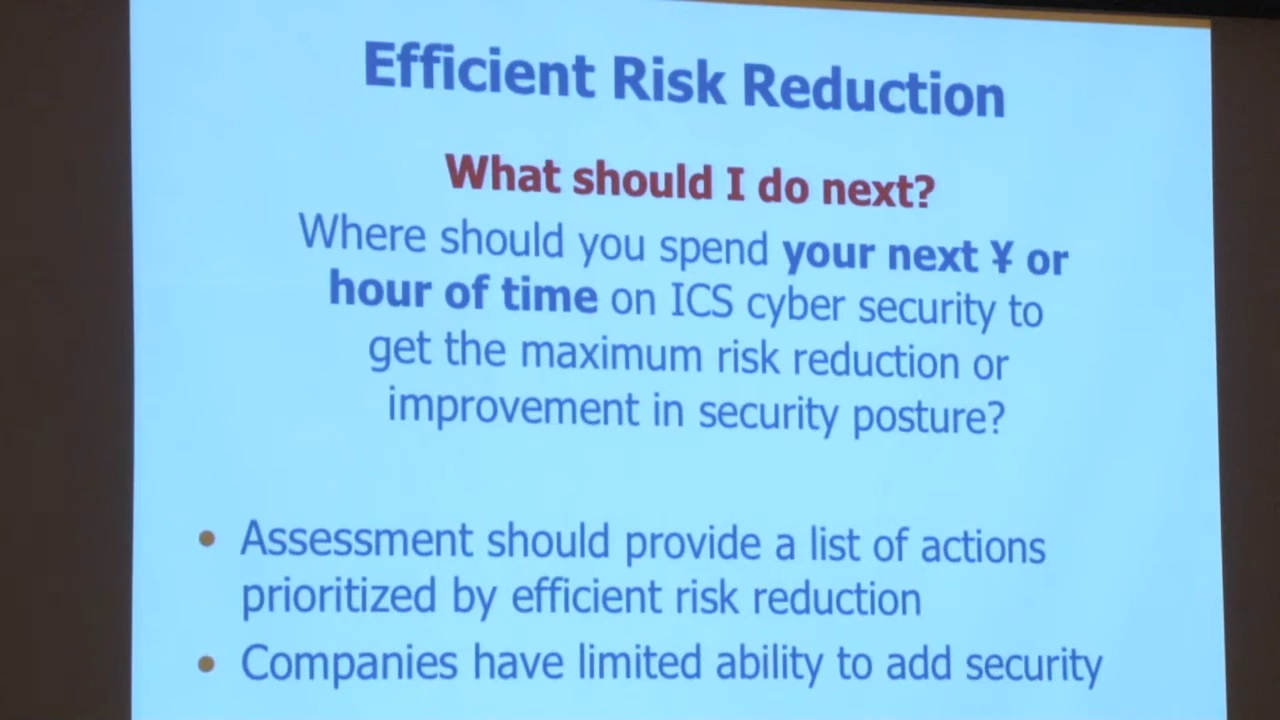 Efficient Risk Reduction
What should I do next?
Where should you spend your next ¥ or
hour of time on ICS cyber security to
get the maximum risk reduction or
improvement in security posture?
• Assessment should provide a list of actions
prioritized by efficient risk reduction
• Companies have limited ability to add security